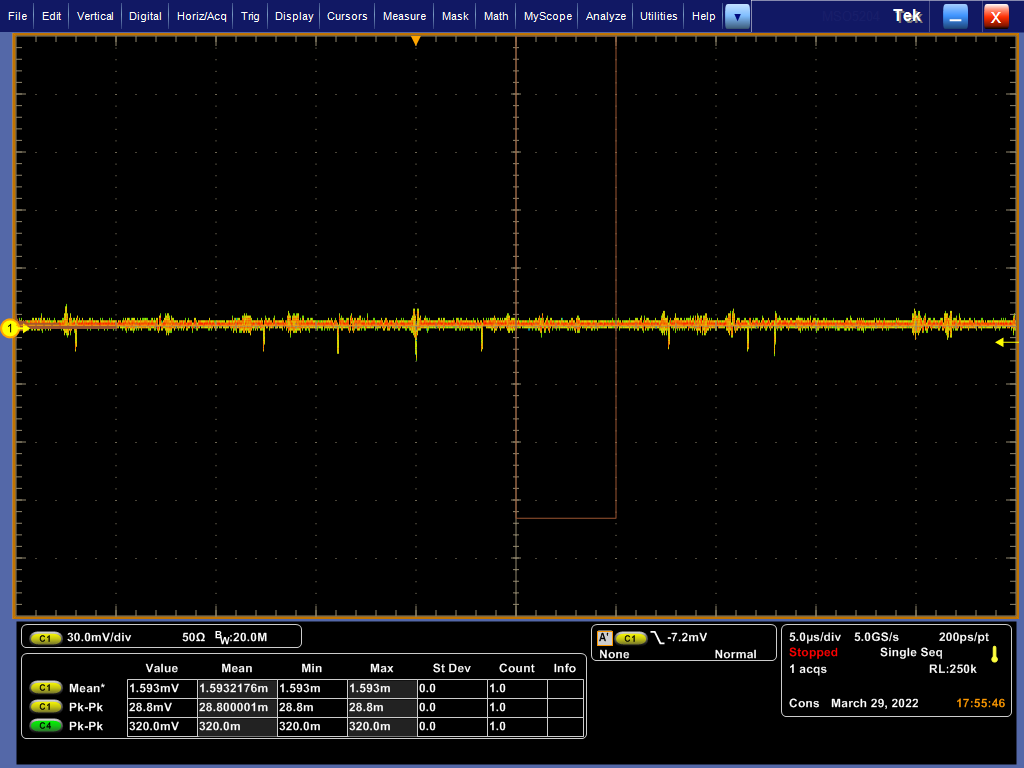 File Edit Vertical Digital Horiz/Acq Trig Display Cursors Measure Mask Math MyScope Analyze Utilities Help Tek X
1
C1 30.0mV/div 50Ω BW:20.0M
A' C1 -7.2mV
None Normal
5.0µs/div 5.0GS/s 200ps/pt
Stopped Single Seq
1 acqs RL:250k
Cons March 29, 2022 17:55:46
Value Mean Min Max St Dev Count Info
C1 Mean* 1.593mV 1.5932176m 1.593m 1.593m 0.0 1.0
C1 Pk-Pk 28.8mV 28.800001m 28.8m 28.8m 0.0 1.0
C4 Pk-Pk 320.0mV 320.0m 320.0m 320.0m 0.0 1.0